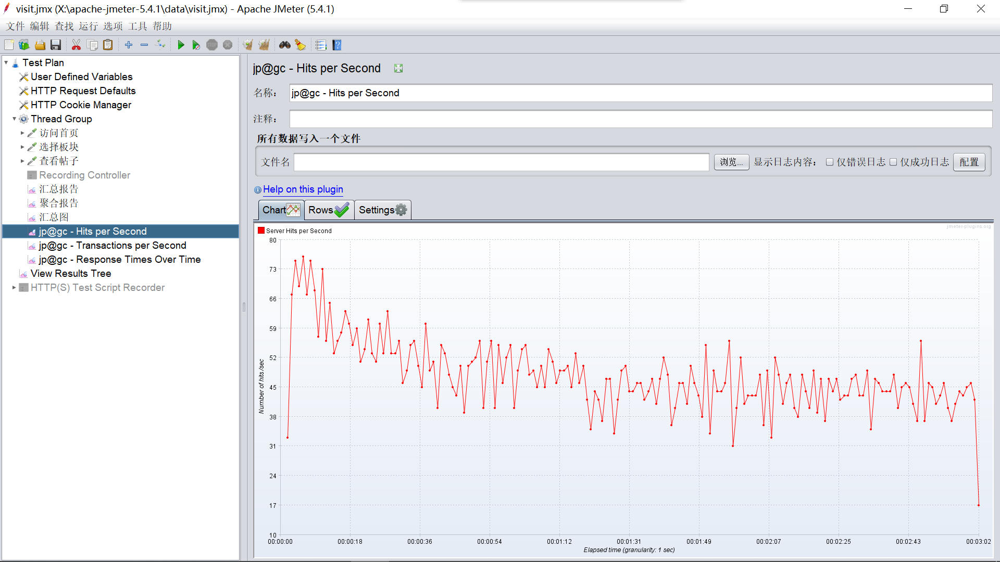 visit.jmx (X:\apache-jmeter-5.4.1\data\visit.jmx) - Apache JMeter (5.4.1)
文件 编辑 查找 运行 选项 工具 帮助
STOP
Test Plan
User Defined Variables
HTTP Request Defaults
HTTP Cookie Manager
Thread Group
访问首页
选择板块
查看帖子
Recording Controller
汇总报告
聚合报告
汇总图
jp@gc - Hits per Second
jp@gc - Transactions per Second
jp@gc - Response Times Over Time
View Results Tree
HTTP(S) Test Script Recorder
jp@gc - Hits per Second
名称： jp@gc - Hits per Second
注释：
所有数据写入一个文件
文件名 浏览... 显示日志内容： 仅错误日志 仅成功日志 配置
Help on this plugin
Chart Rows Settings
Server Hits per Second
jmeter-plugins.org
80
73
66
59
52
45
38
31
24
17
10
Number of hits /sec
00:00:00 00:00:18 00:00:36 00:00:54 00:01:12 00:01:31 00:01:49 00:02:07 00:02:25 00:02:43 00:03:02
Elapsed time (granularity: 1 sec)